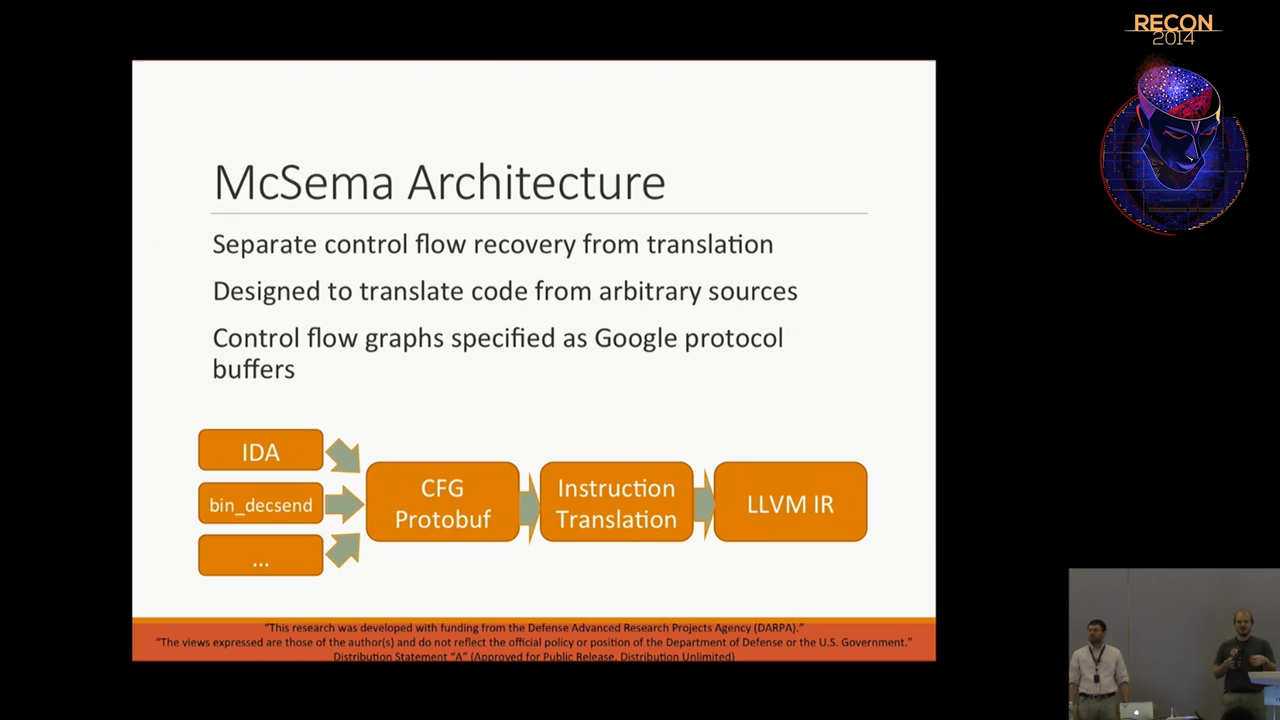 RECON
2014
McSema Architecture
Separate control flow recovery from translation
Designed to translate code from arbitrary sources
Control flow graphs specified as Google protocol
buffers
IDA
bin_decsend
...
CFG
Protobuf
Instruction
Translation
LLVM IR
"This research was developed with funding from the Defense Advanced Research Projects Agency (DARPA)."
"The views expressed are those of the author(s) and do not reflect the official policy or position of the Department of Defense or the U.S. Government."
Distribution Statement "A" (Approved for Public Release, Distribution Unlimited)